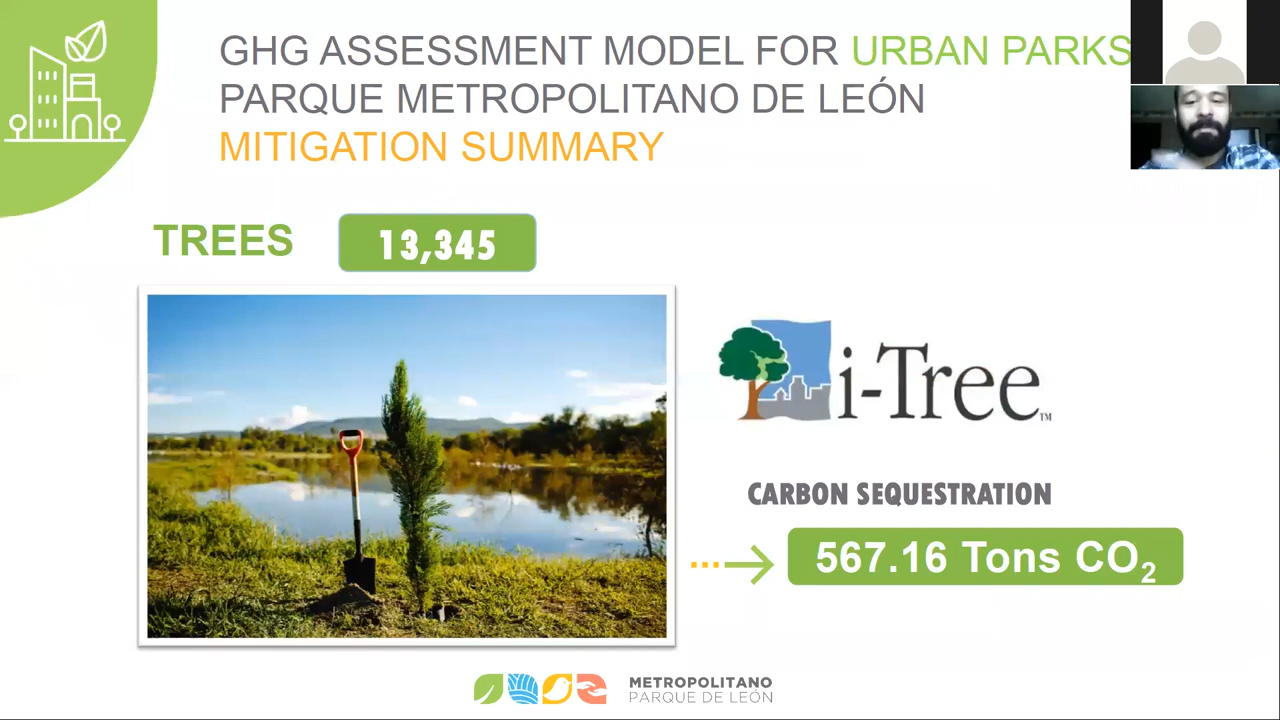 GHG ASSESSMENT MODEL FOR URBAN PARKS
PARQUE METROPOLITANO DE LEÓN
MITIGATION SUMMARY
TREES 13,345
i-Tree™
CARBON SEQUESTRATION
567.16 Tons CO₂
METROPOLITANO
PARQUE DE LEÓN